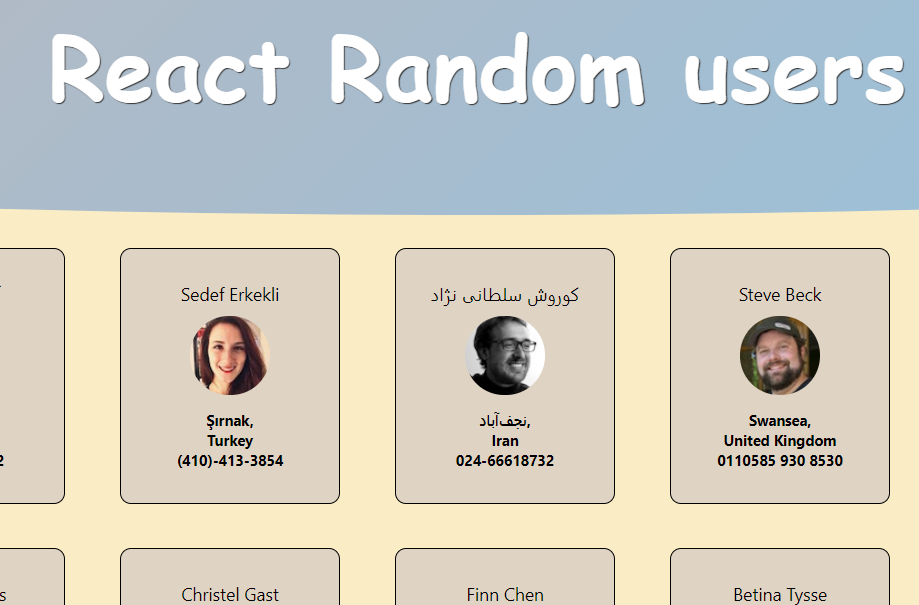 React Random users
Sedef Erkekli
کوروش سلطانی نژاد
Steve Beck
Şırnak,
Turkey
(410)-413-3854
نجف‌آباد,
Iran
024-66618732
Swansea,
United Kingdom
0110585 930 8530
2
s
Christel Gast
Finn Chen
Betina Tysse